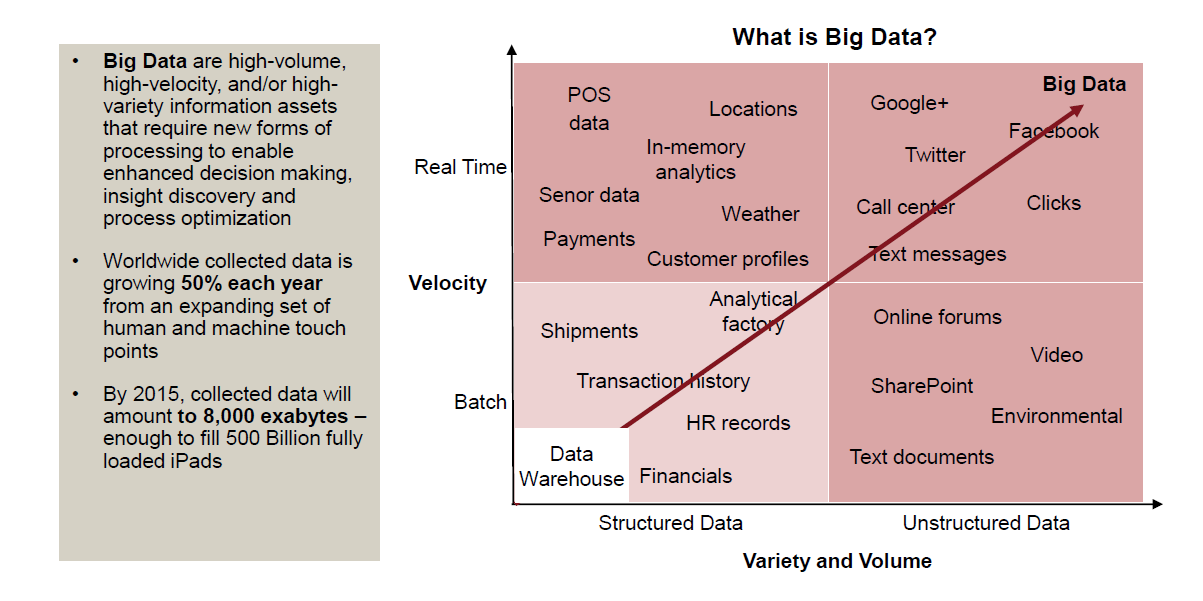 What is Big Data?
• Big Data are high-volume,
high-velocity, and/or high-
variety information assets
that require new forms of
processing to enable
enhanced decision making,
insight discovery and
process optimization
• Worldwide collected data is
growing 50% each year
from an expanding set of
human and machine touch
points
• By 2015, collected data will
amount to 8,000 exabytes –
enough to fill 500 Billion fully
loaded iPads
Velocity
Real Time
Batch
POS
data
Locations
In-memory
analytics
Senor data
Weather
Payments
Customer profiles
Big Data
Google+
Facebook
Twitter
Call center
Clicks
Text messages
Analytical
factory
Shipments
Transaction history
HR records
Data
Warehouse
Financials
Online forums
Video
SharePoint
Environmental
Text documents
Structured Data
Unstructured Data
Variety and Volume